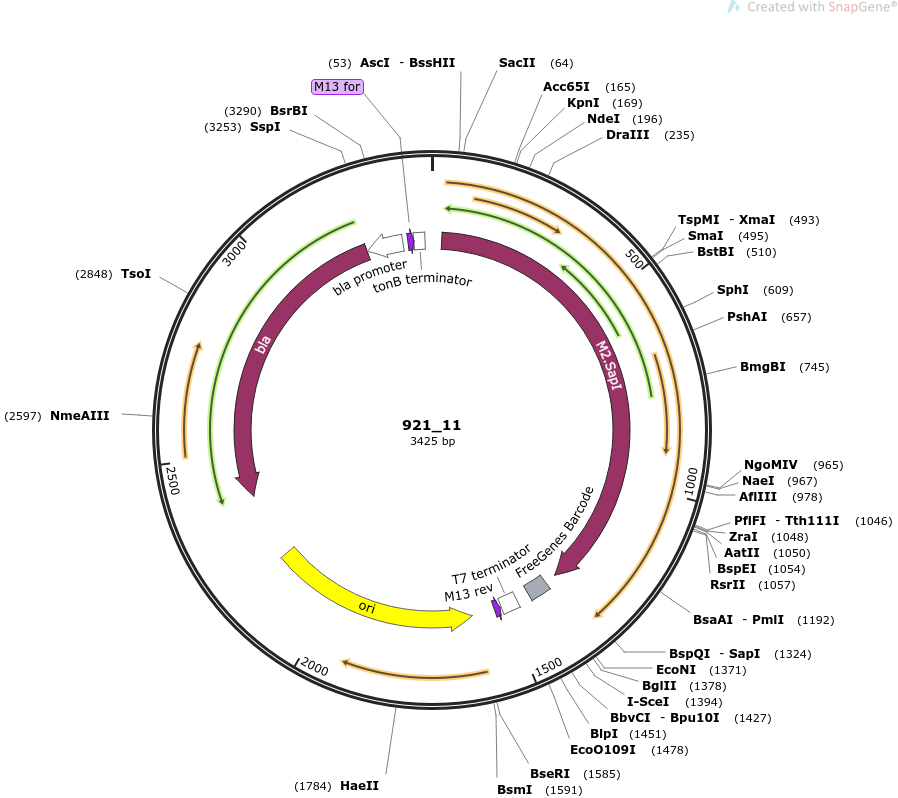 Created with SnapGene®
(53) AscI - BssHII
SacII (64)
M13 for
Acc65I (165)
KpnI (169)
(3290) BsrBI
NdeI (196)
(3253) SspI
DraIII (235)
TspMI - XmaI (493)
SmaI (495)
BstBI (510)
500
3000
bla promoter
tonB terminator
(2848) TsoI
SphI (609)
PshAI (657)
bla
M2.SapI
BmgBI (745)
(2597) NmeAIII
921_11
3425 bp
NgoMIV (965)
NaeI (967)
AflIII (978)
1000
2500
PflFI - Tth111I (1046)
ZraI (1048)
AatII (1050)
BspEI (1054)
RsrII (1057)
FreeGenes Barcode
T7 terminator
M13 rev
ori
BsaAI - PmlI (1192)
BspQI - SapI (1324)
EcoNI (1371)
BglII (1378)
I-SceI (1394)
BbvCI - Bpu10I (1427)
BlpI (1451)
EcoO109I (1478)
1500
2000
BseRI (1585)
BsmI (1591)
(1784) HaeII